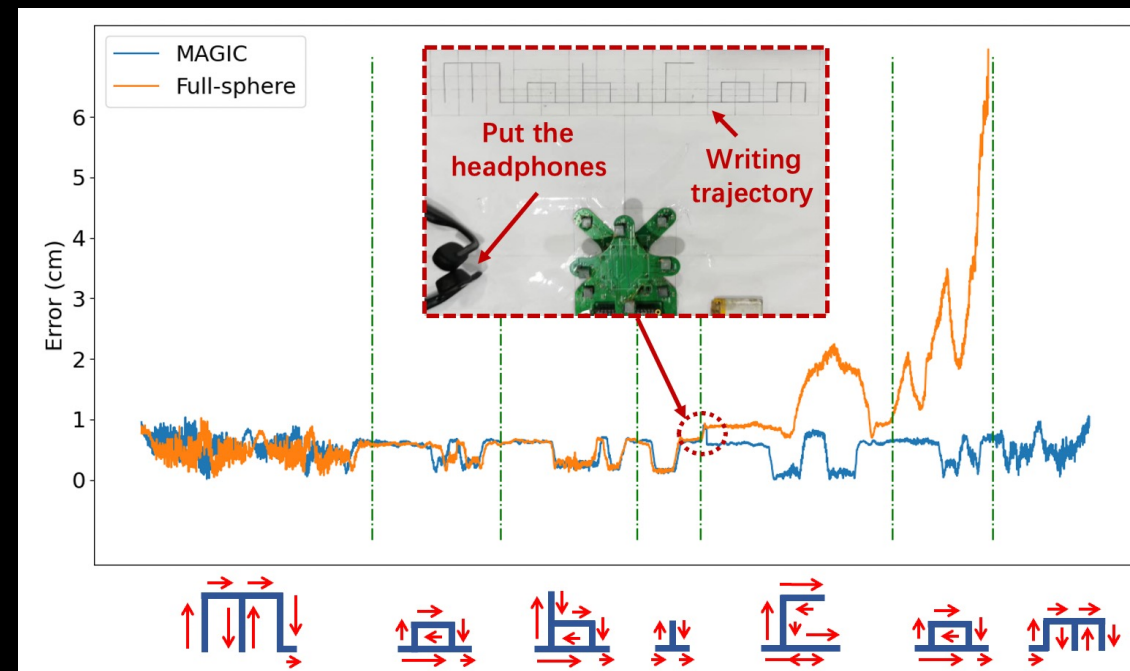 MAGIC
Full-sphere
Put the
headphones
Writing
trajectory
Error (cm)
6
5
4
3
2
1
0